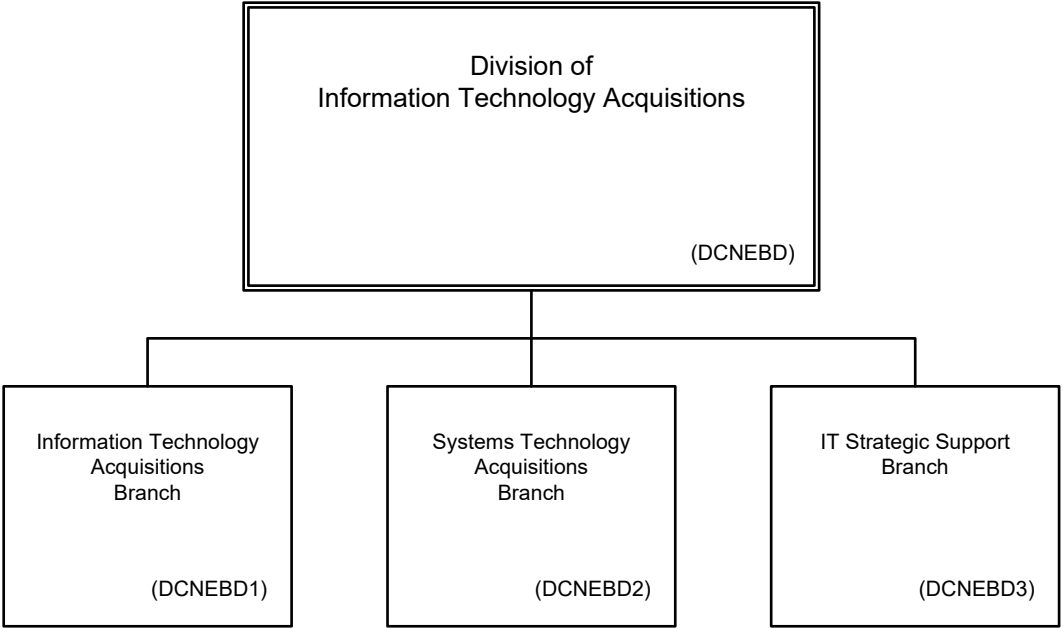 Division of
Information Technology Acquisitions
(DCNEBD)
Information Technology
Acquisitions
Branch
(DCNEBD1)
Systems Technology
Acquisitions
Branch
(DCNEBD2)
IT Strategic Support
Branch
(DCNEBD3)